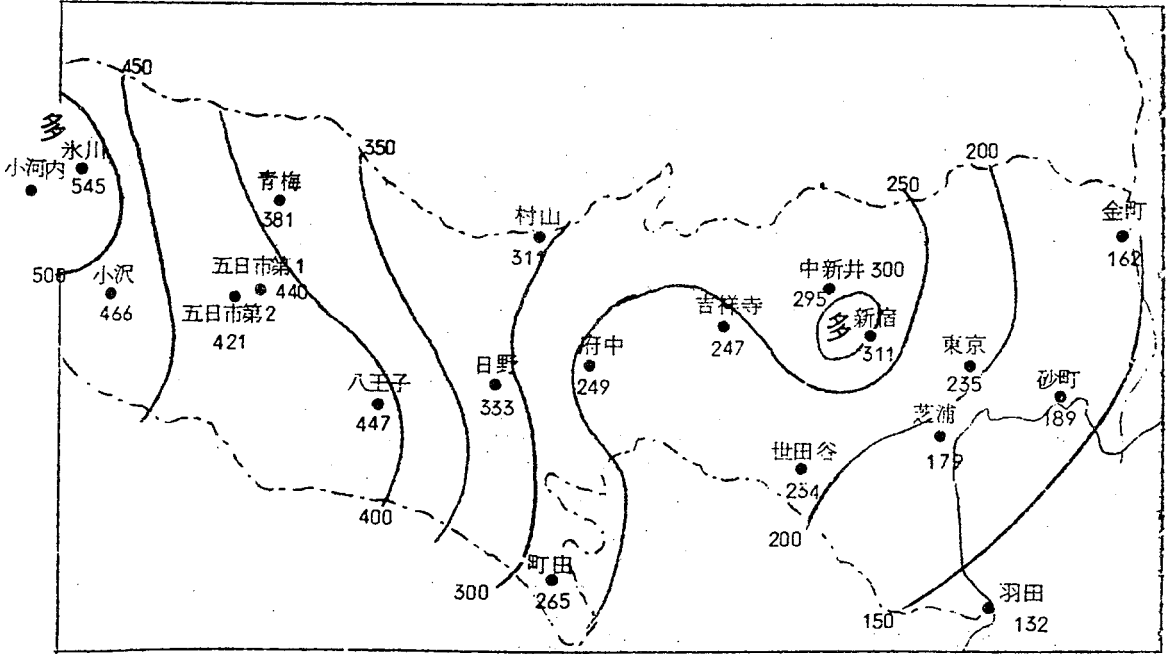 450
多
氷川
545
小河内
500
小沢
466
青梅
381
五日市第1
440
五日市第2
421
350
八王子
447
400
村山
311
日野
333
300
町田
265
府中
249
吉祥寺
247
中新井 300
295
多
新宿
311
250
200
東京
235
砂町
189
芝浦
179
世田谷
234
200
150
金町
162
羽田
132